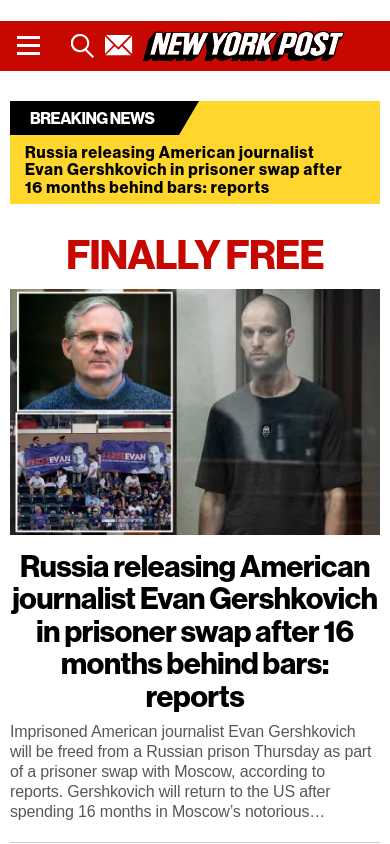 NEW YORK POST
BREAKING NEWS
Russia releasing American journalist
Evan Gershkovich in prisoner swap after
16 months behind bars: reports
FINALLY FREE
#FREEEVAN
#FREEEVAN
Russia releasing American
journalist Evan Gershkovich
in prisoner swap after 16
months behind bars:
reports
Imprisoned American journalist Evan Gershkovich
will be freed from a Russian prison Thursday as part
of a prisoner swap with Moscow, according to
reports. Gershkovich will return to the US after
spending 16 months in Moscow’s notorious…